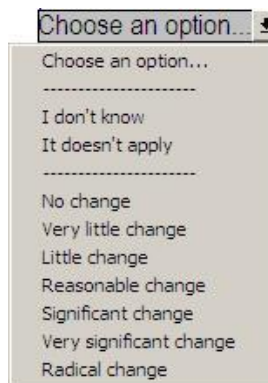 Choose an option...
Choose an option...
----------------------
I don't know
It doesn't apply
----------------------
No change
Very little change
Little change
Reasonable change
Significant change
Very significant change
Radical change